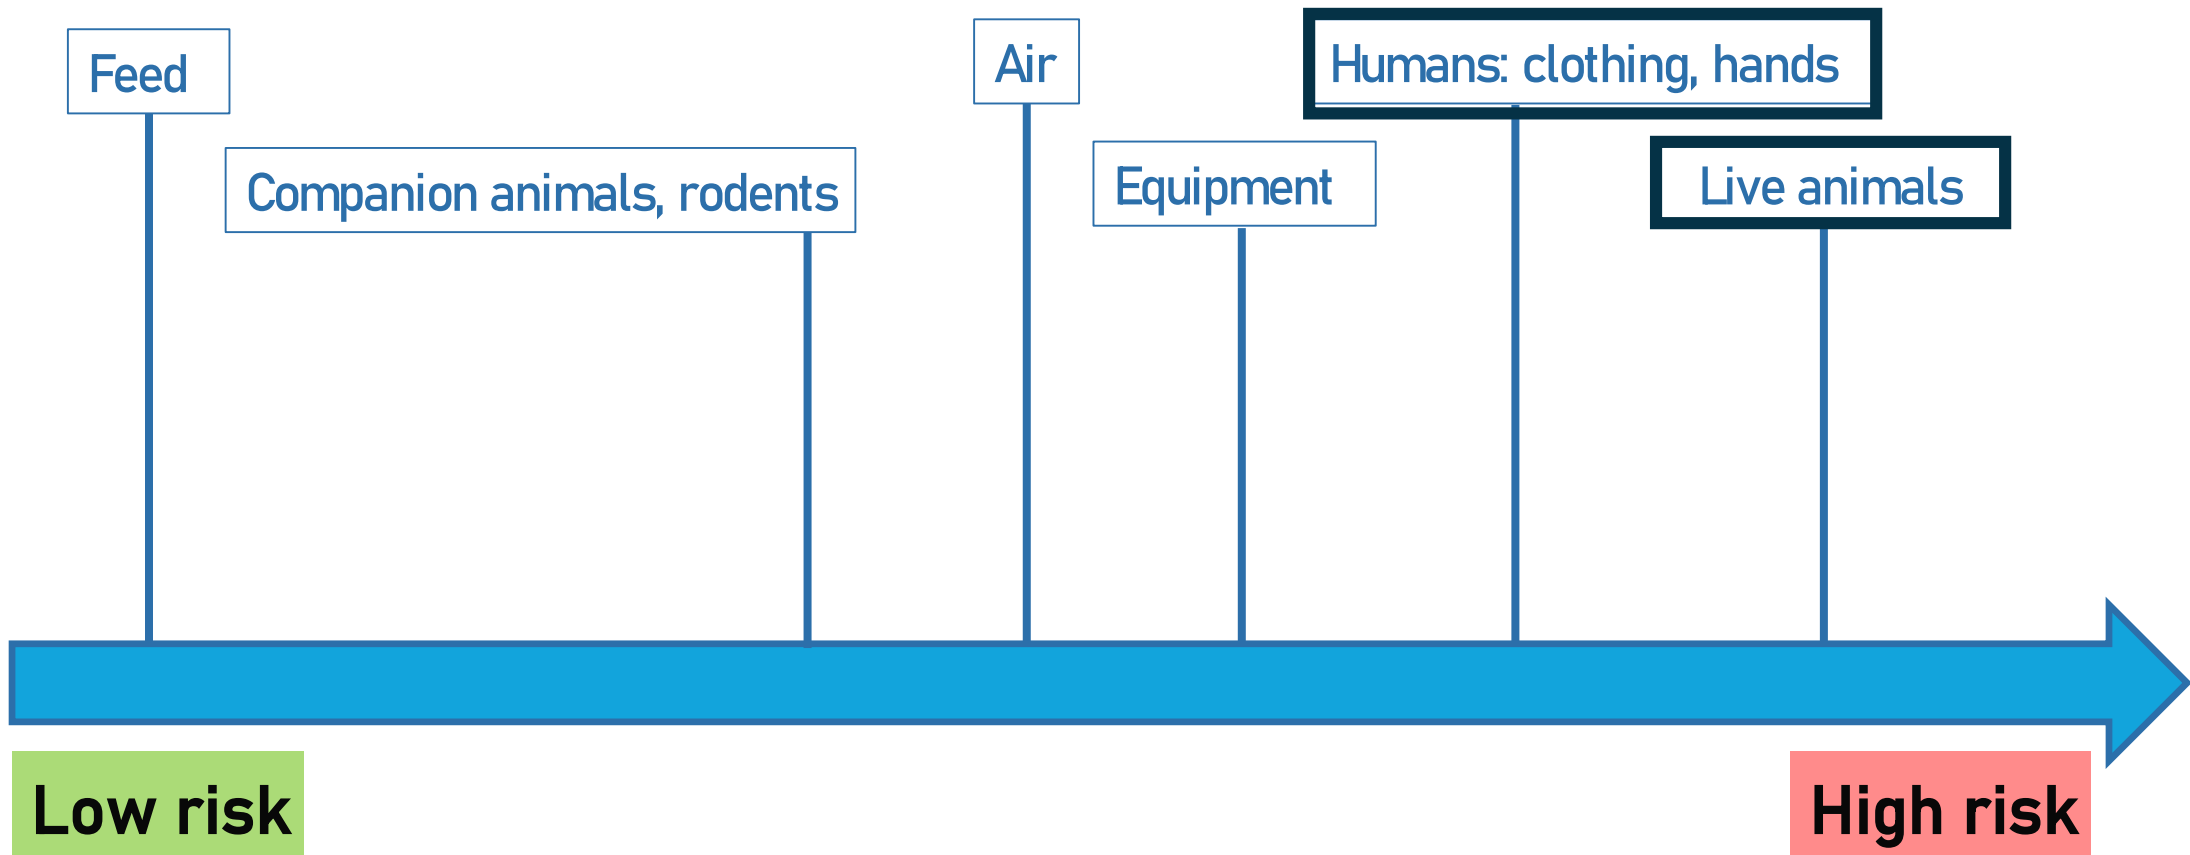 Feed
Air
Humans: clothing, hands
Companion animals, rodents
Equipment
Live animals
Low risk
High risk